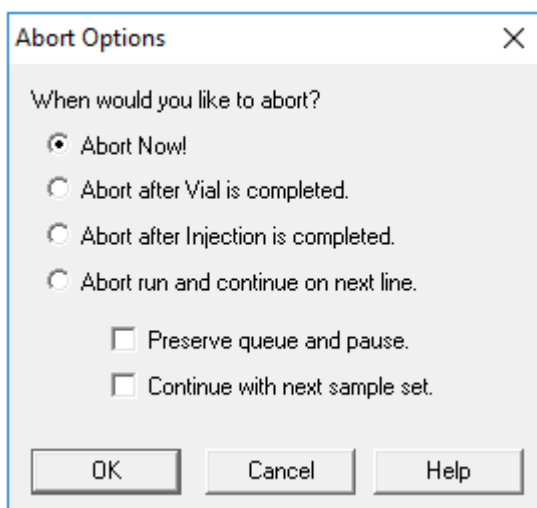 Abort Options
When would you like to abort?
Abort Now!
Abort after Vial is completed.
Abort after Injection is completed.
Abort run and continue on next line.
Preserve queue and pause.
Continue with next sample set.
OK Cancel Help